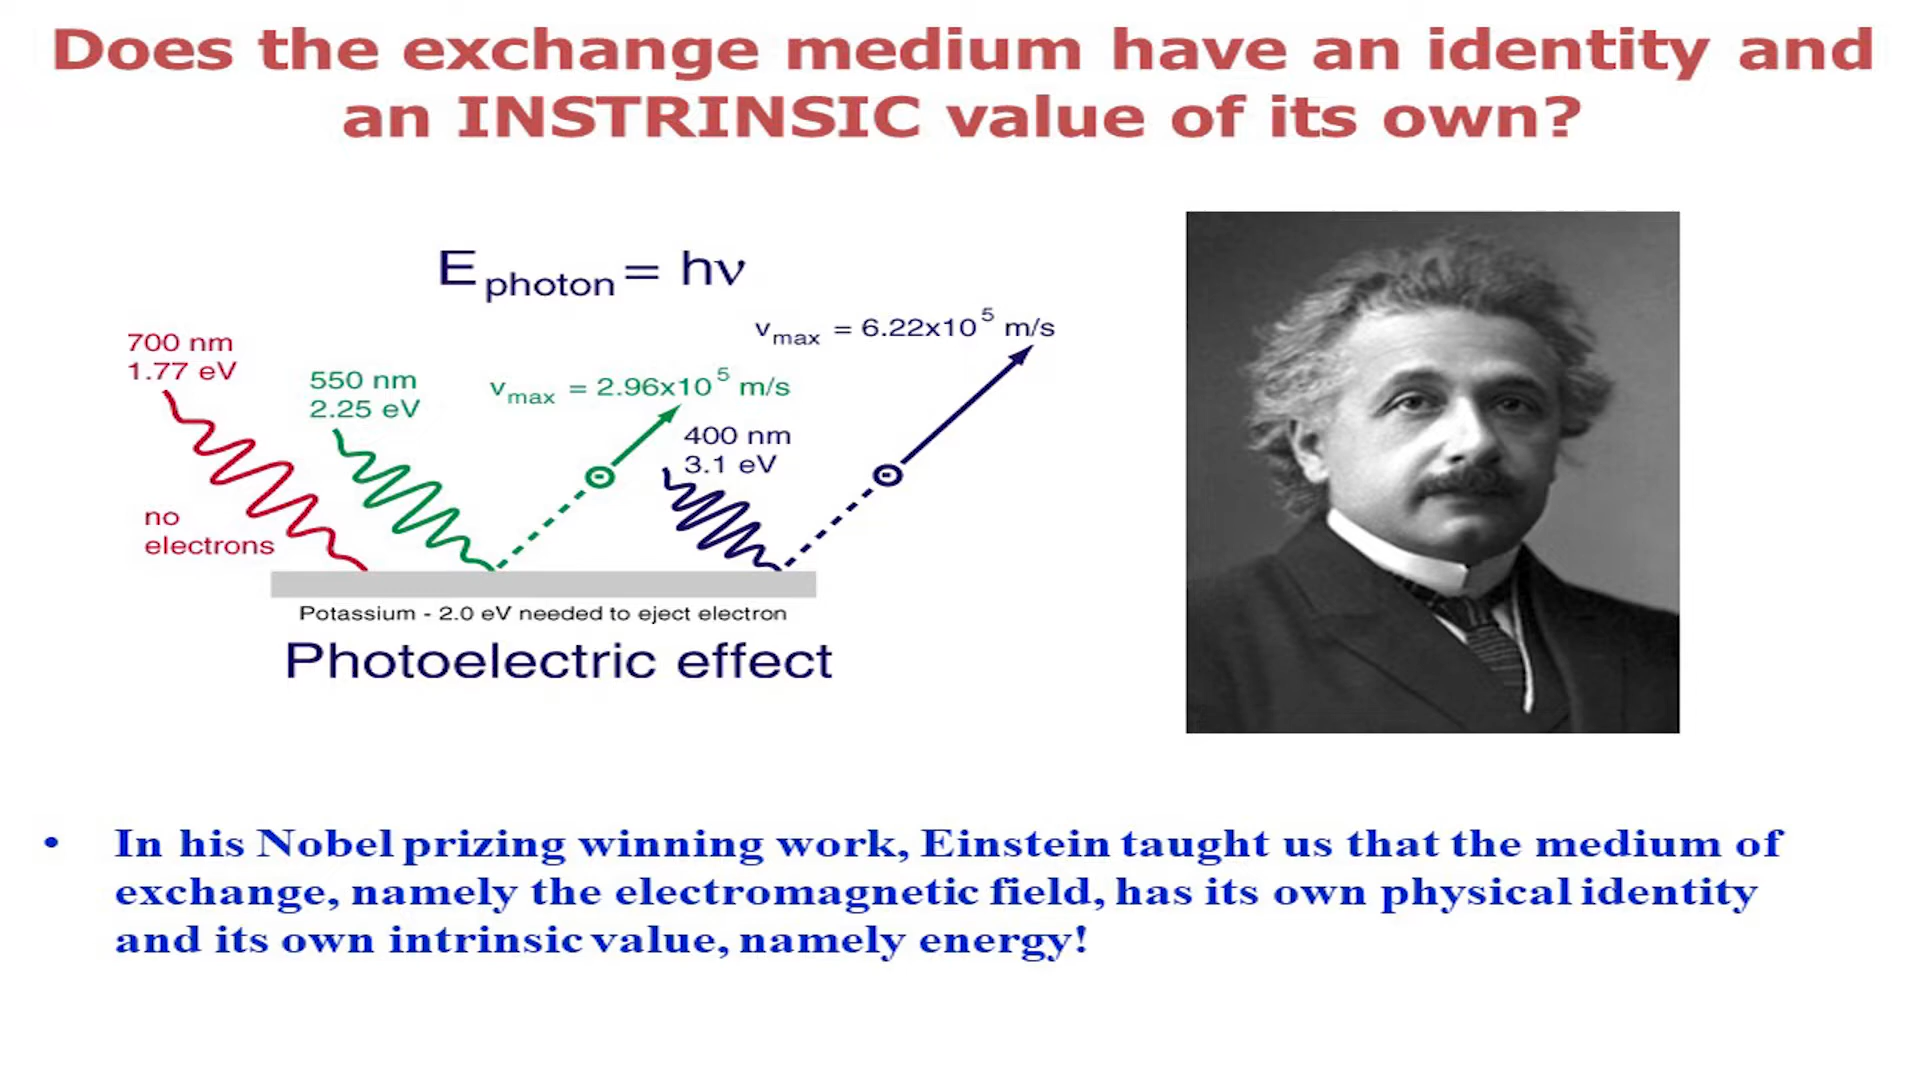 Does the exchange medium have an identity and
an INSTRINSIC value of its own?
E photon = hν
700 nm
1.77 eV
550 nm
2.25 eV
vmax = 2.96x10^5 m/s
vmax = 6.22x10^5 m/s
400 nm
3.1 eV
no
electrons
Potassium - 2.0 eV needed to eject electron
Photoelectric effect
• In his Nobel prizing winning work, Einstein taught us that the medium of
exchange, namely the electromagnetic field, has its own physical identity
and its own intrinsic value, namely energy!